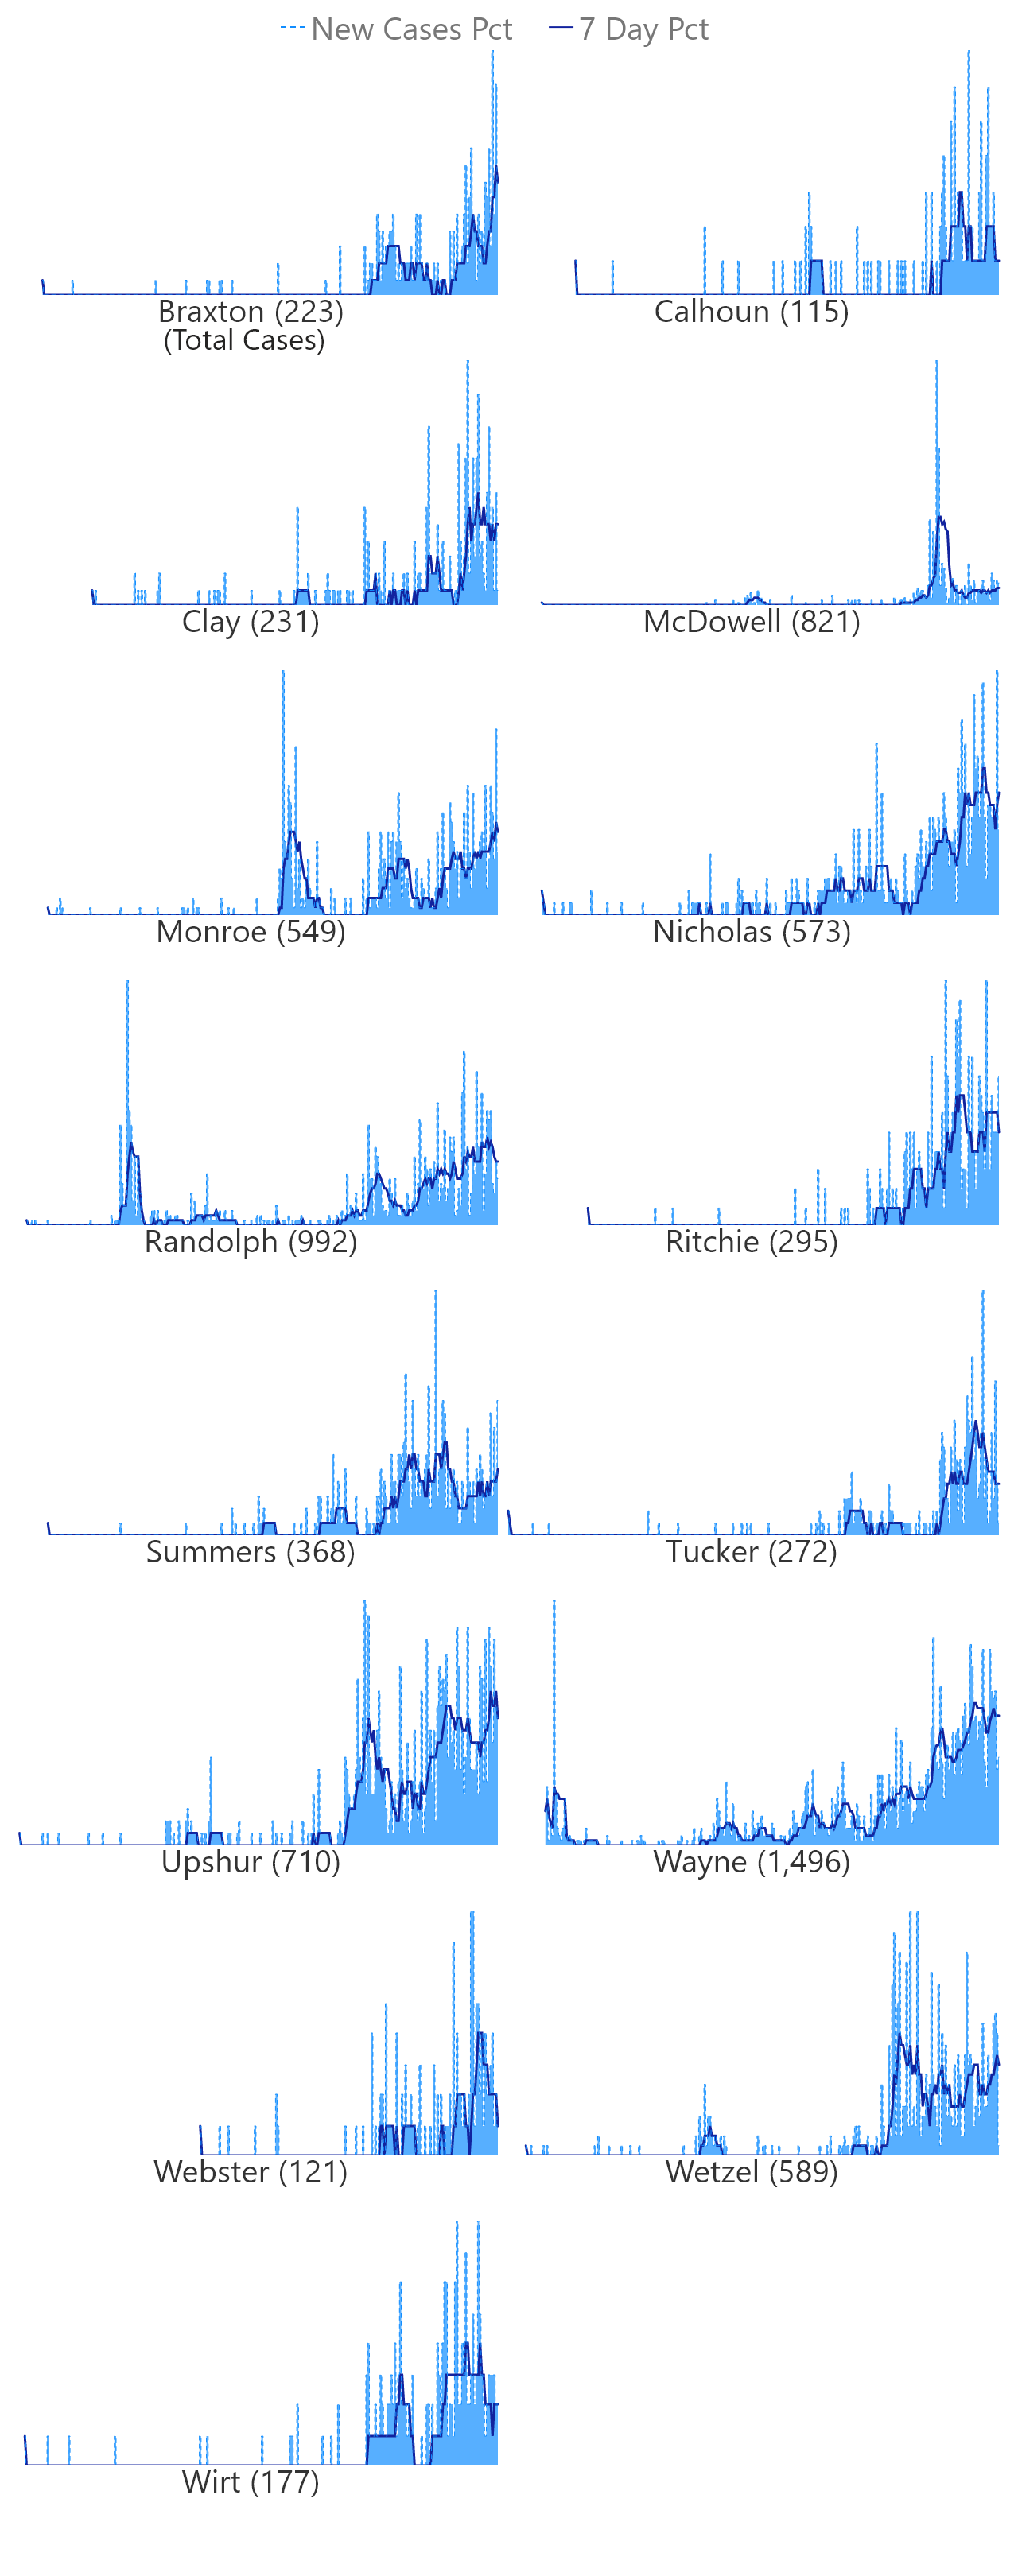 New Cases Pct 7 Day Pct
Braxton (223) Calhoun (115)
(Total Cases)
Clay (231) McDowell (821)
Monroe (549) Nicholas (573)
Randolph (992) Ritchie (295)
Summers (368) Tucker (272)
Upshur (710) Wayne (1,496)
Webster (121) Wetzel (589)
Wirt (177)